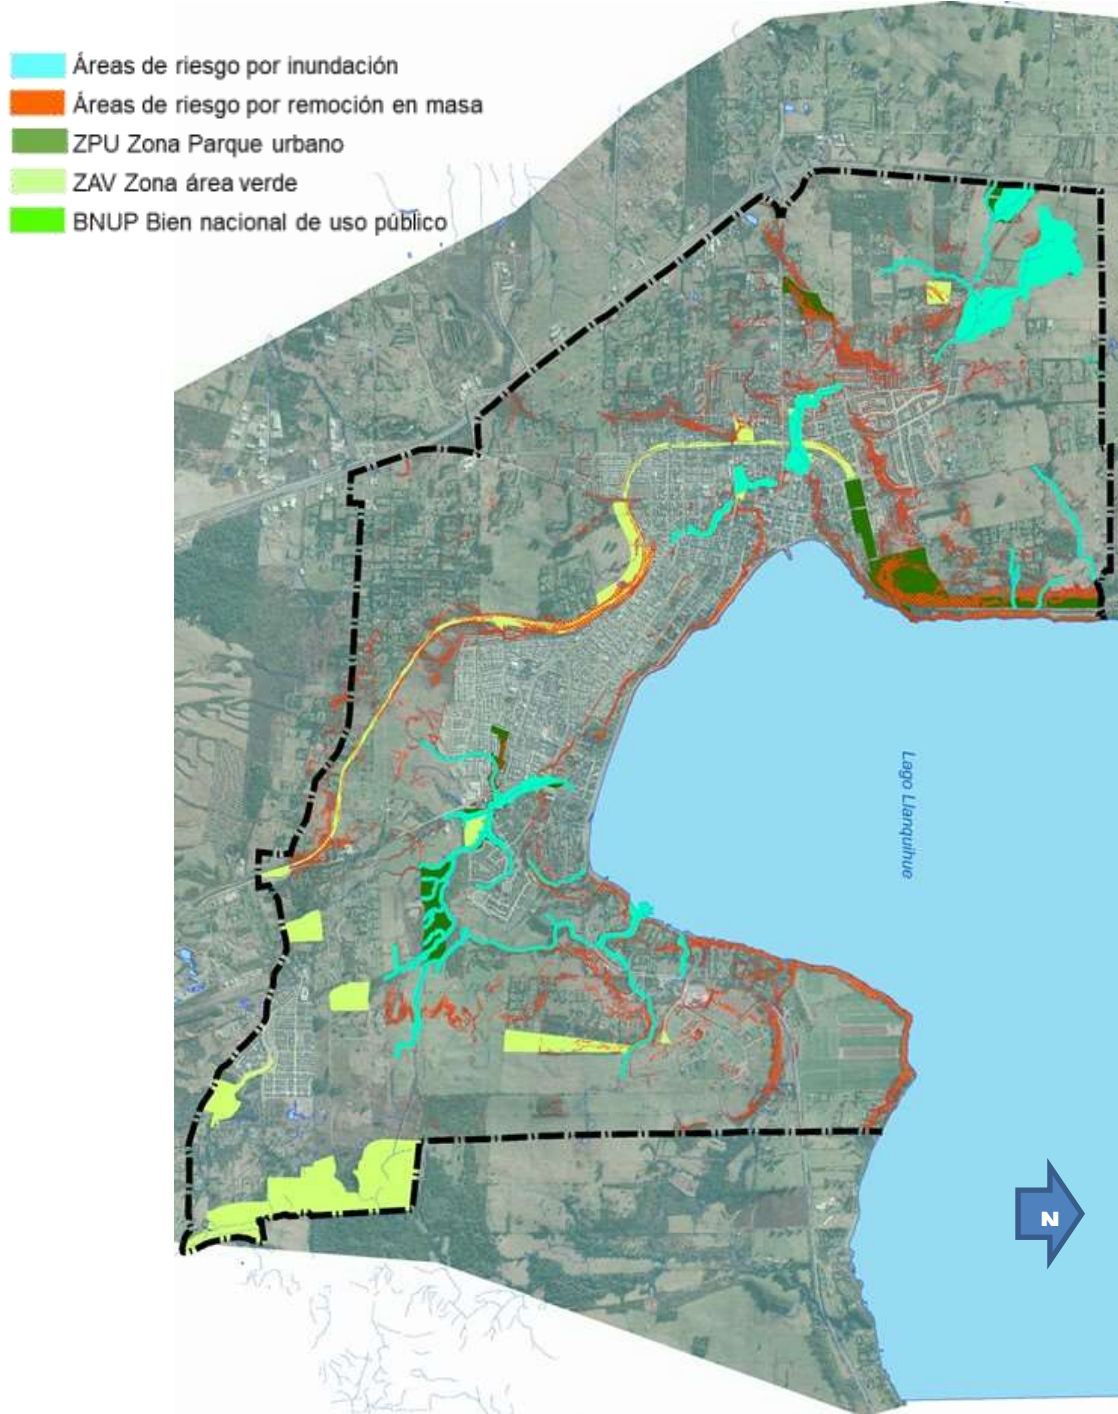 Áreas de riesgo por inundación
Áreas de riesgo por remoción en masa
ZPU Zona Parque urbano
ZAV Zona área verde
BNUP Bien nacional de uso público
Lago Llanquihue
N